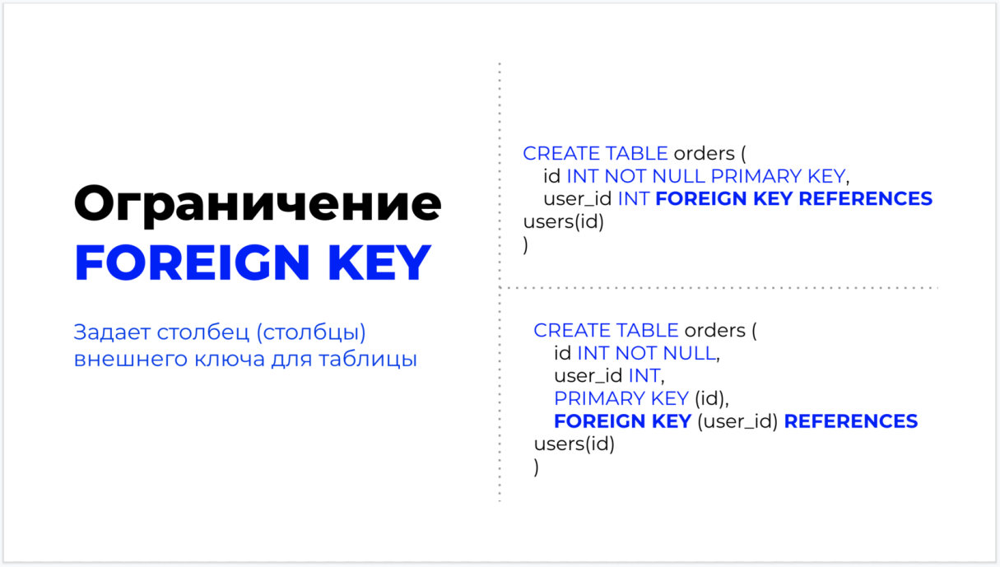 Ограничение
FOREIGN KEY
Задает столбец (столбцы)
внешнего ключа для таблицы
CREATE TABLE orders (
id INT NOT NULL PRIMARY KEY,
user_id INT FOREIGN KEY REFERENCES
users(id)
)
CREATE TABLE orders (
id INT NOT NULL,
user_id INT,
PRIMARY KEY (id),
FOREIGN KEY (user_id) REFERENCES
users(id)
)